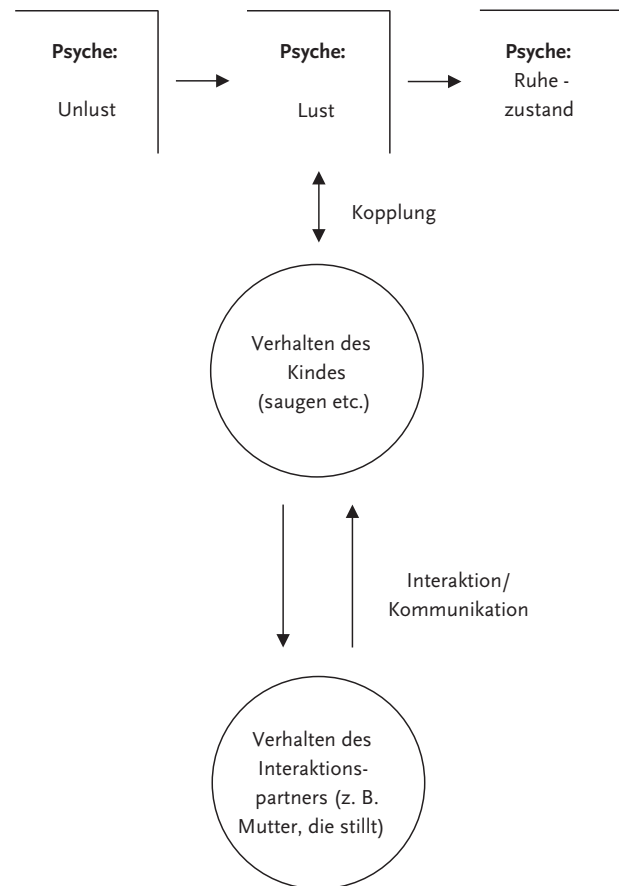 Psyche:
Unlust
Psyche:
Lust
Psyche:
Ruhe -
zustand
Kopplung
Verhalten des
Kindes
(saugen etc.)
Interaktion/
Kommunikation
Verhalten des
Interaktions-
partners (z. B.
Mutter, die stillt)